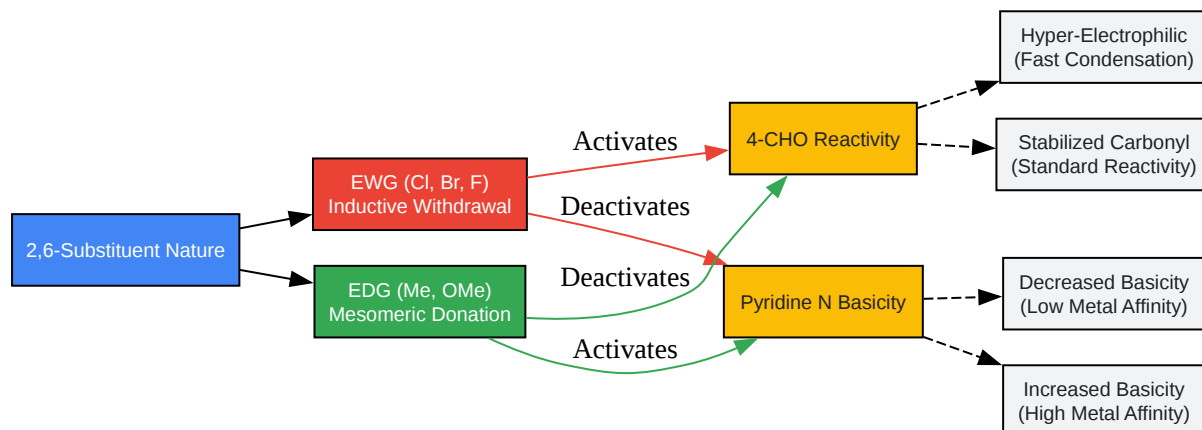 2,6-Substituent Nature
EWG (Cl, Br, F)
Inductive Withdrawal
EDG (Me, OMe)
Mesomeric Donation
Activates
Deactivates
Deactivates
Activates
4-CHO Reactivity
Pyridine N Basicity
Hyper-Electrophilic
(Fast Condensation)
Stabilized Carbonyl
(Standard Reactivity)
Decreased Basicity
(Low Metal Affinity)
Increased Basicity
(High Metal Affinity)